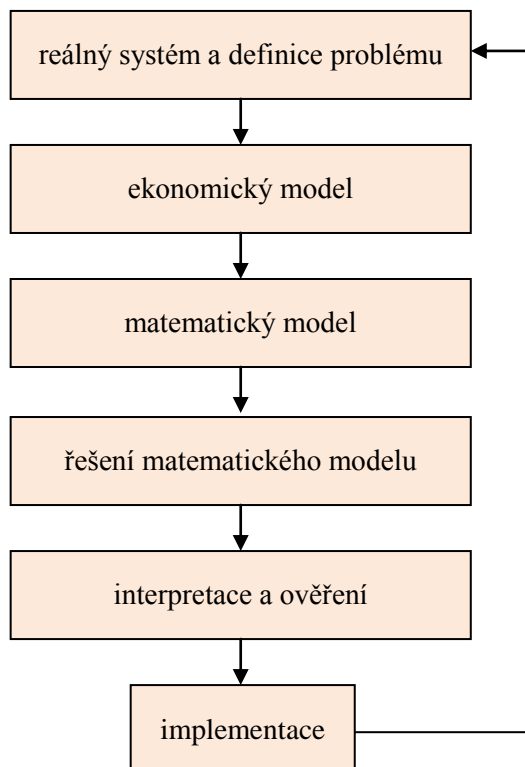 reálný systém a definice problému
ekonomický model
matematický model
řešení matematického modelu
interpretace a ověření
implementace